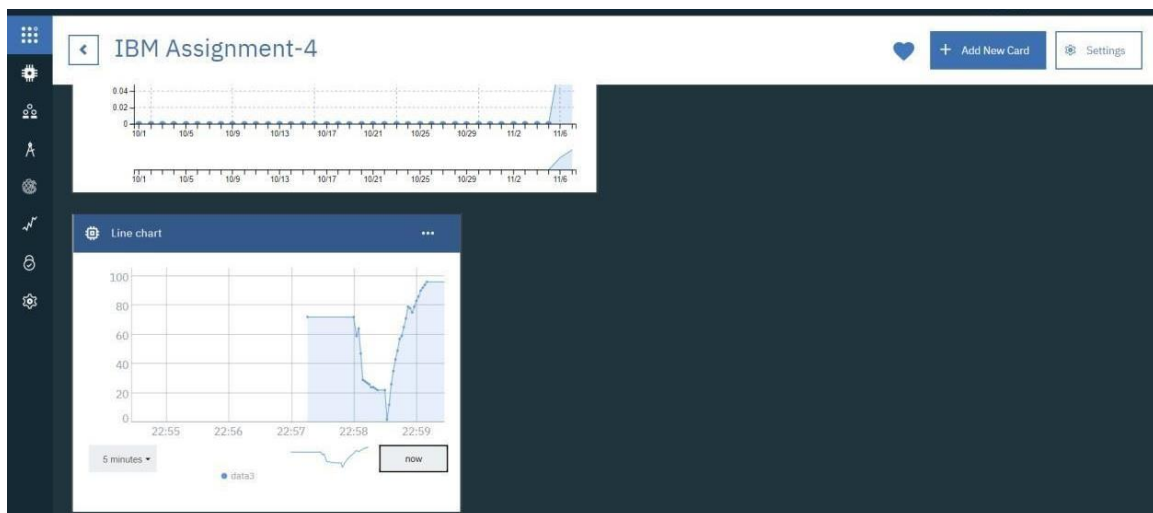 IBM Assignment-4
+ Add New Card
Settings
0.04
0.02
0
10/1 10/5 10/9 10/13 10/17 10/21 10/25 10/29 11/2 11/6
10/1 10/5 10/9 10/13 10/17 10/21 10/25 10/29 11/2 11/6
Line chart
100
80
60
40
20
0
22:55 22:56 22:57 22:58 22:59
5 minutes
now
data3